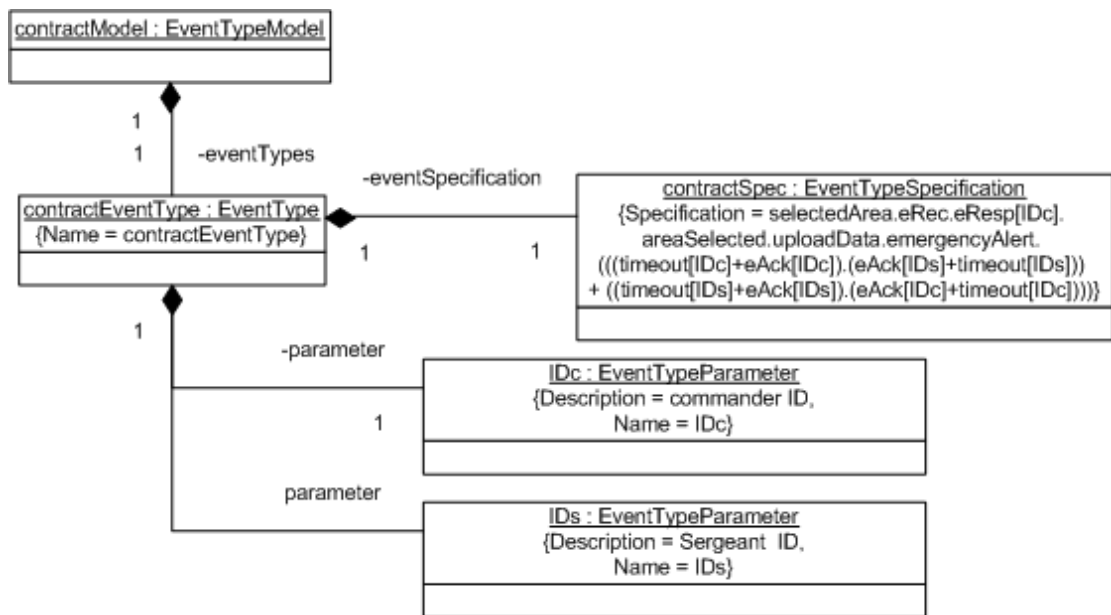 contractModel : EventTypeModel
1
1
-eventTypes
-eventSpecification
contractEventType : EventType
{Name = contractEventType}
1
1
contractSpec : EventTypeSpecification
{Specification = selectedArea.eRec.eResp[IDc].
areaSelected.uploadData.emergencyAlert.
(((timeout[IDc]+eAck[IDc]).(eAck[IDs]+timeout[IDs]))
+ ((timeout[IDs]+eAck[IDs]).(eAck[IDc]+timeout[IDc])))}
1
-parameter
1
IDc : EventTypeParameter
{Description = commander ID,
Name = IDc}
parameter
IDs : EventTypeParameter
{Description = Sergeant  ID,
Name = IDs}